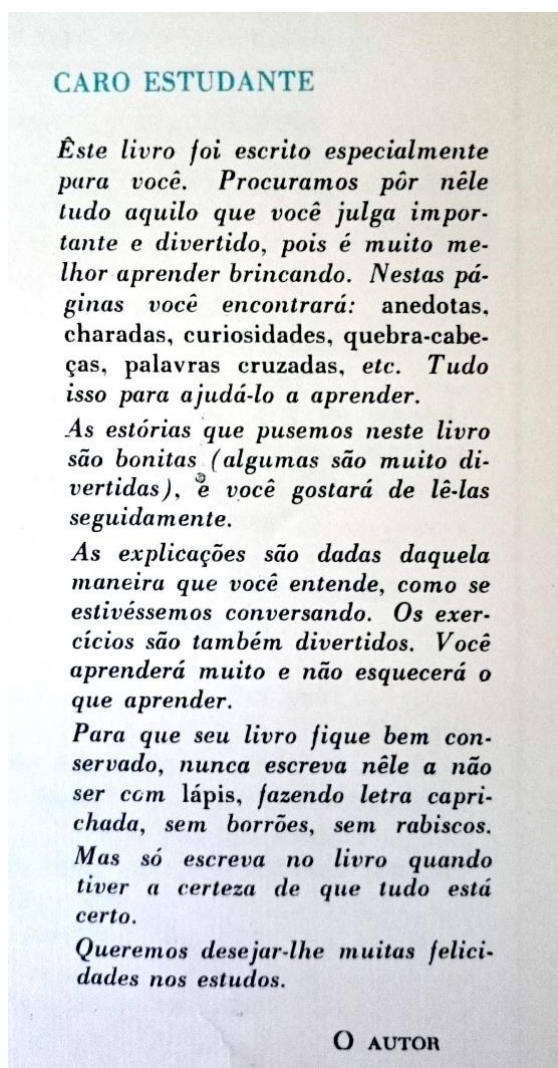 CARO ESTUDANTE
Êste livro foi escrito especialmente
para você. Procuramos pôr nêle
tudo aquilo que você julga impor-
tante e divertido, pois é muito me-
lhor aprender brincando. Nestas pá-
ginas você encontrará: anedotas,
charadas, curiosidades, quebra-cabe-
ças, palavras cruzadas, etc. Tudo
isso para ajudá-lo a aprender.
As estórias que pusemos neste livro
são bonitas (algumas são muito di-
vertidas), e você gostará de lê-las
seguidamente.
As explicações são dadas daquela
maneira que você entende, como se
estivéssemos conversando. Os exer-
cícios são também divertidos. Você
aprenderá muito e não esquecerá o
que aprender.
Para que seu livro fique bem con-
servado, nunca escreva nêle a não
ser com lápis, fazendo letra capri-
chada, sem borrões, sem rabiscos.
Mas só escreva no livro quando
tiver a certeza de que tudo está
certo.
Queremos desejar-lhe muitas felici-
dades nos estudos.
O AUTOR